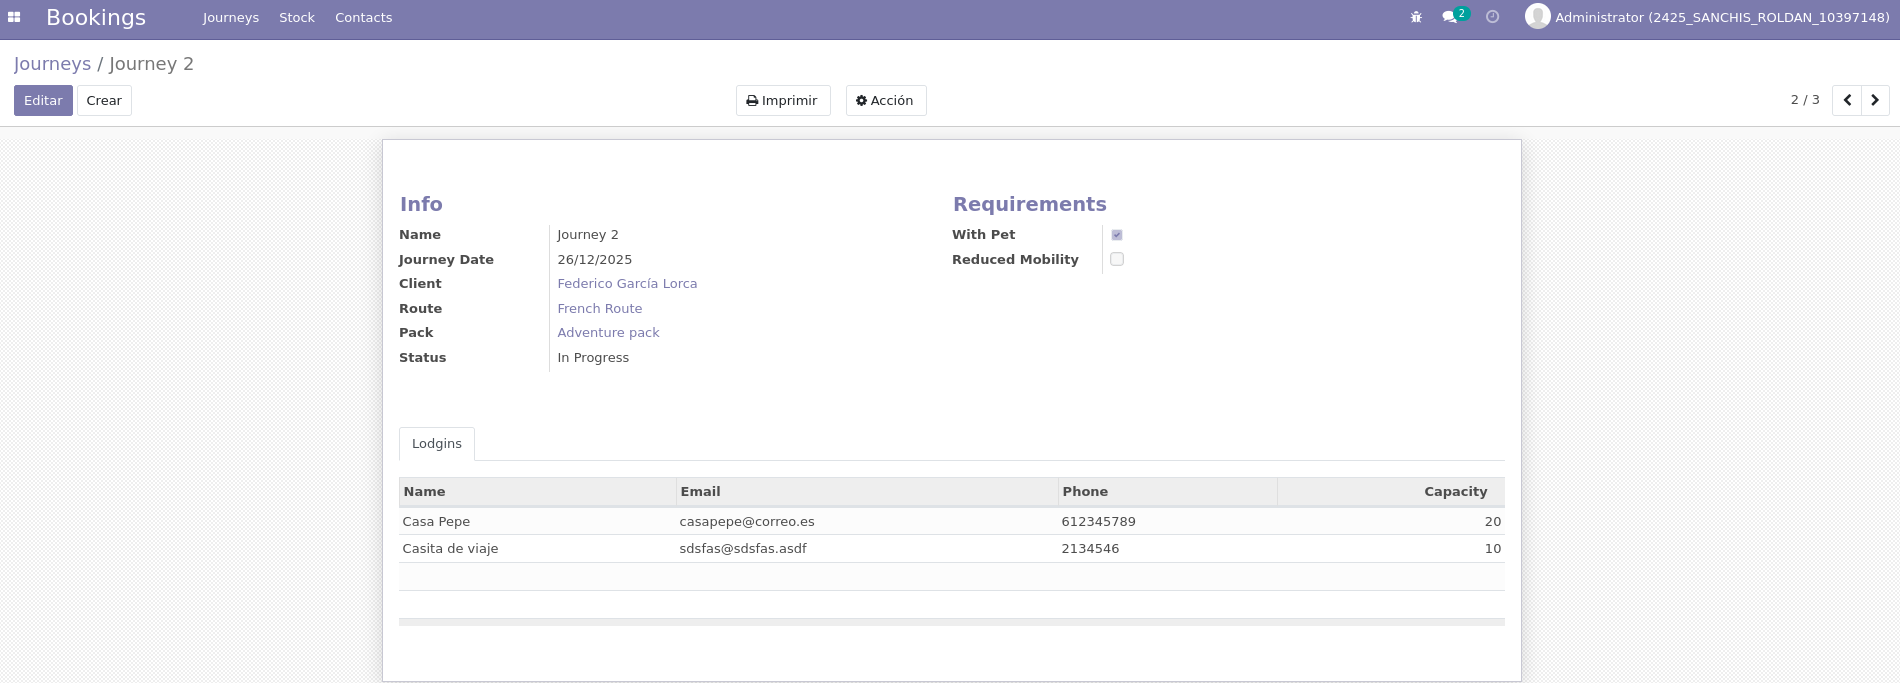 Bookings Journeys Stock Contacts 2 Administrator (2425_SANCHIS_ROLDAN_10397148)
Journeys / Journey 2
Editar Crear Imprimir Acción 2 / 3
Info Requirements
Name Journey 2 With Pet
Journey Date 26/12/2025 Reduced Mobility
Client Federico García Lorca
Route French Route
Pack Adventure pack
Status In Progress
Lodgins
Name Email Phone Capacity
Casa Pepe casapepe@correo.es 612345789 20
Casita de viaje sdsfas@sdsfas.asdf 2134546 10